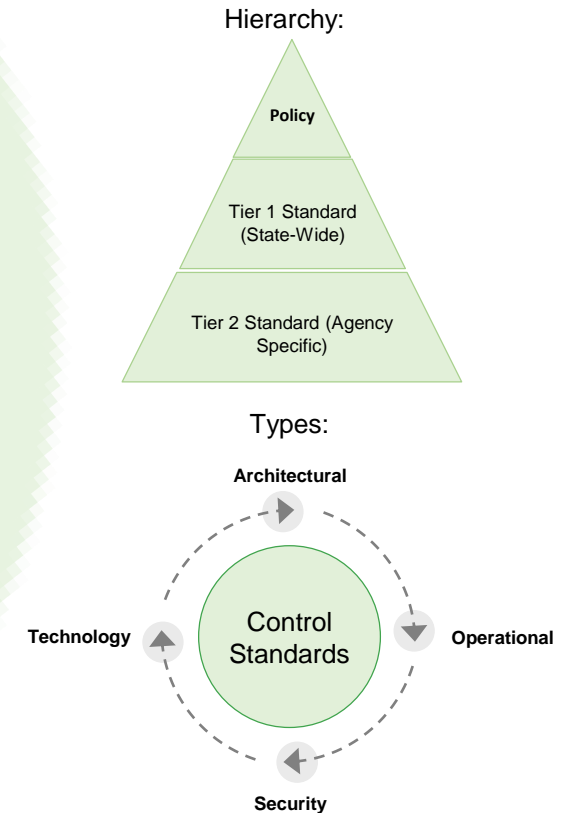 Hierarchy:
Policy
Tier 1 Standard
(State-Wide)
Tier 2 Standard (Agency
Specific)
Types:
Architectural
Technology
Control
Standards
Operational
Security